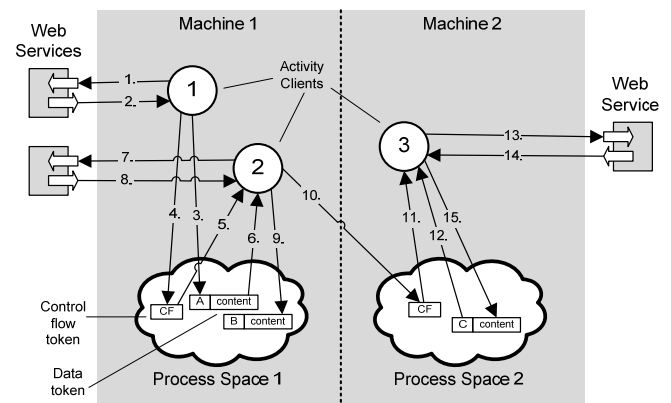 Machine 1
Machine 2
Web
Services
Activity
Clients
Web
Service
1.
2.
1
3
13.
14.
7.
8.
2
10.
4.
3.
5.
6.
9.
11.
12.
15.
A content
CF
B content
CF
C content
Control
flow
token
Data
token
Process Space 1
Process Space 2